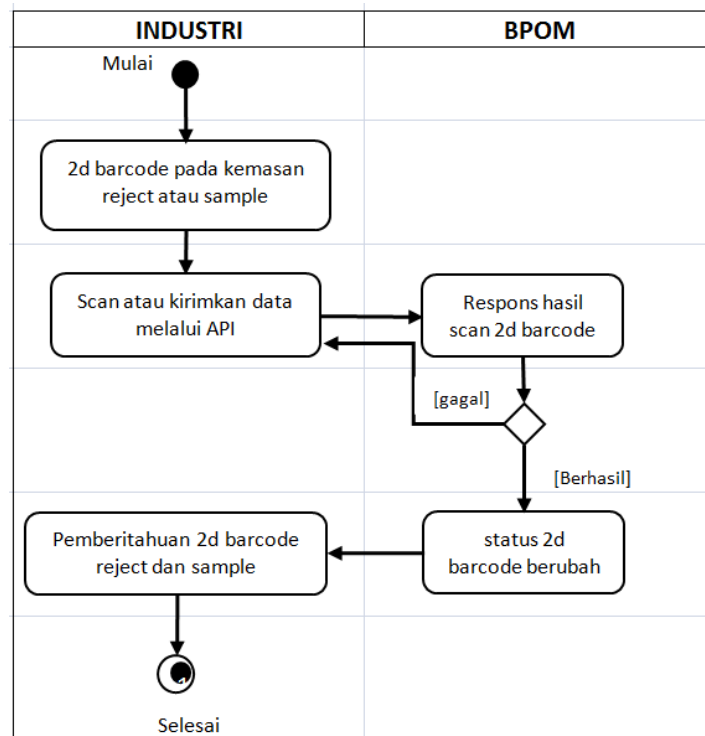 INDUSTRI
BPOM
Mulai
2d barcode pada kemasan
reject atau sample
Scan atau kirimkan data
melalui API
Respons hasil
scan 2d barcode
[gagal]
[Berhasil]
Pemberitahuan 2d barcode
reject dan sample
status 2d
barcode berubah
Selesai